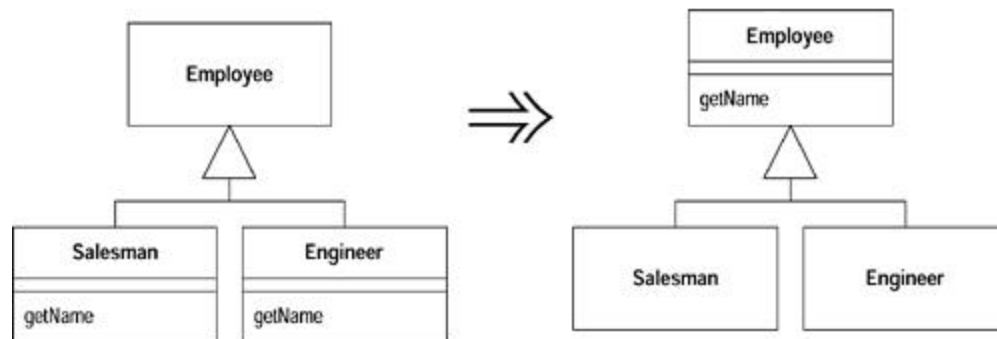 Employee
Salesman
getName
Engineer
getName
Employee
getName
Salesman
Engineer